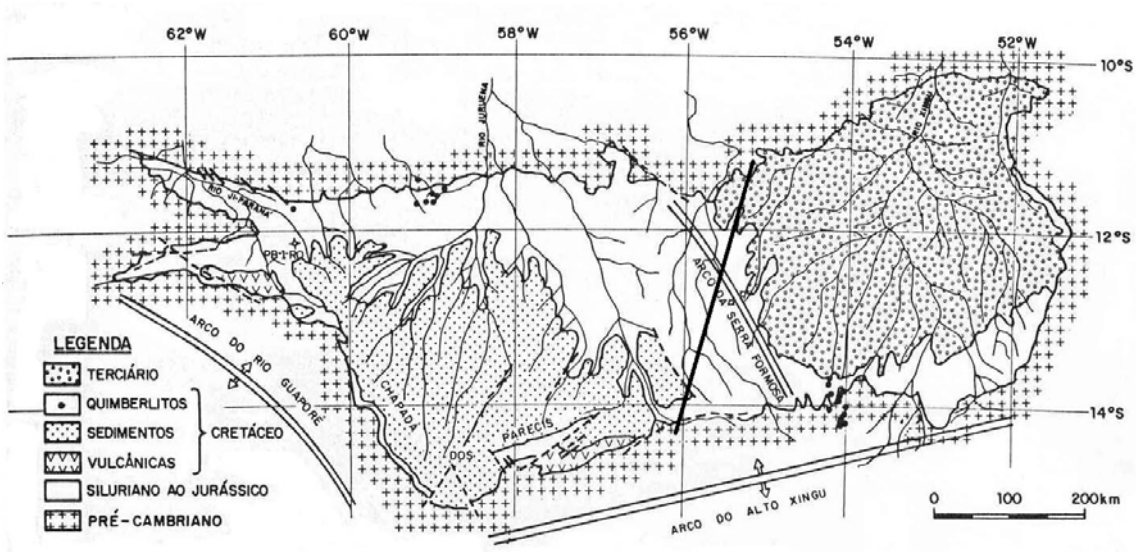 62°W 60°W 58°W 56°W 54°W 52°W
10°S
12°S
14°S
RIO JURUENA
RIO XINGU
RIO JI-PARANÁ
PB-1-RO
ARCO DA SERRA FORMOSA
ARCO DO RIO GUAPORÉ
CHAPADA
DOS
PARECIS
ARCO DO ALTO XINGU
LEGENDA
TERCIÁRIO
QUIMBERLITOS
SEDIMENTOS
VULCÂNICAS
CRETÁCEO
SILURIANO AO JURÁSSICO
PRÉ-CAMBRIANO
0 100 200km